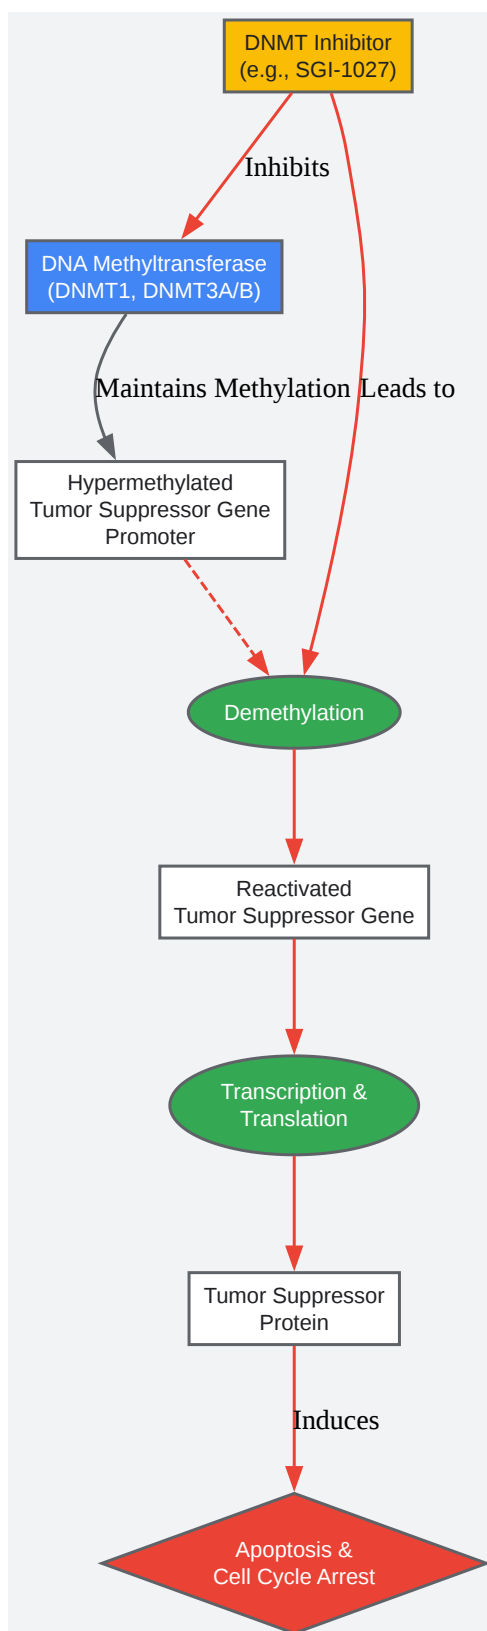 DNMT Inhibitor
(e.g., SGI-1027)
Inhibits
DNA Methyltransferase
(DNMT1, DNMT3A/B)
Maintains Methylation
Leads to
Hypermethylated
Tumor Suppressor Gene
Promoter
Demethylation
Reactivated
Tumor Suppressor Gene
Transcription &
Translation
Tumor Suppressor
Protein
Induces
Apoptosis &
Cell Cycle Arrest